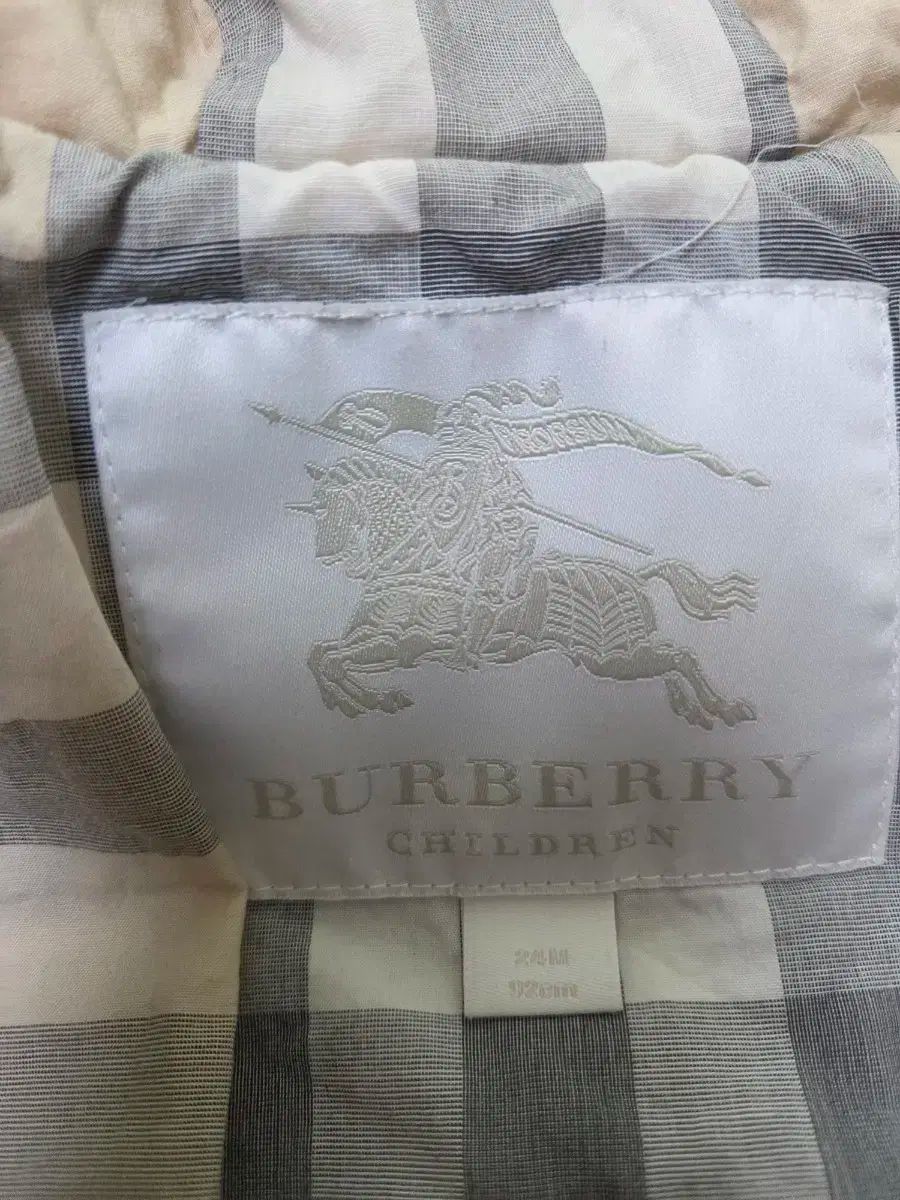 PRORSUM
BURBERRY
CHILDREN
24M
92cm